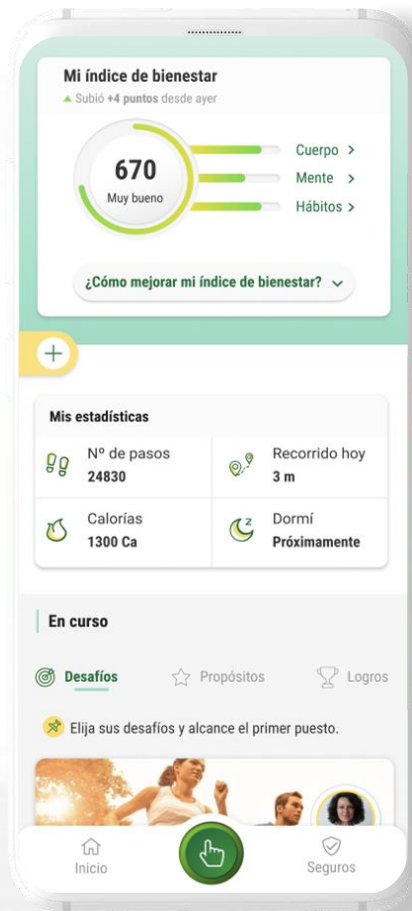 Mi índice de bienestar
Subió +4 puntos desde ayer
670
Muy bueno
Cuerpo >
Mente >
Hábitos >
¿Cómo mejorar mi índice de bienestar?
+
Mis estadísticas
Nº de pasos
24830
Recorrido hoy
3 m
Calorías
1300 Ca
Dormí
Próximamente
En curso
Desafíos
Propósitos
Logros
Elija sus desafíos y alcance el primer puesto.
Inicio
Seguros